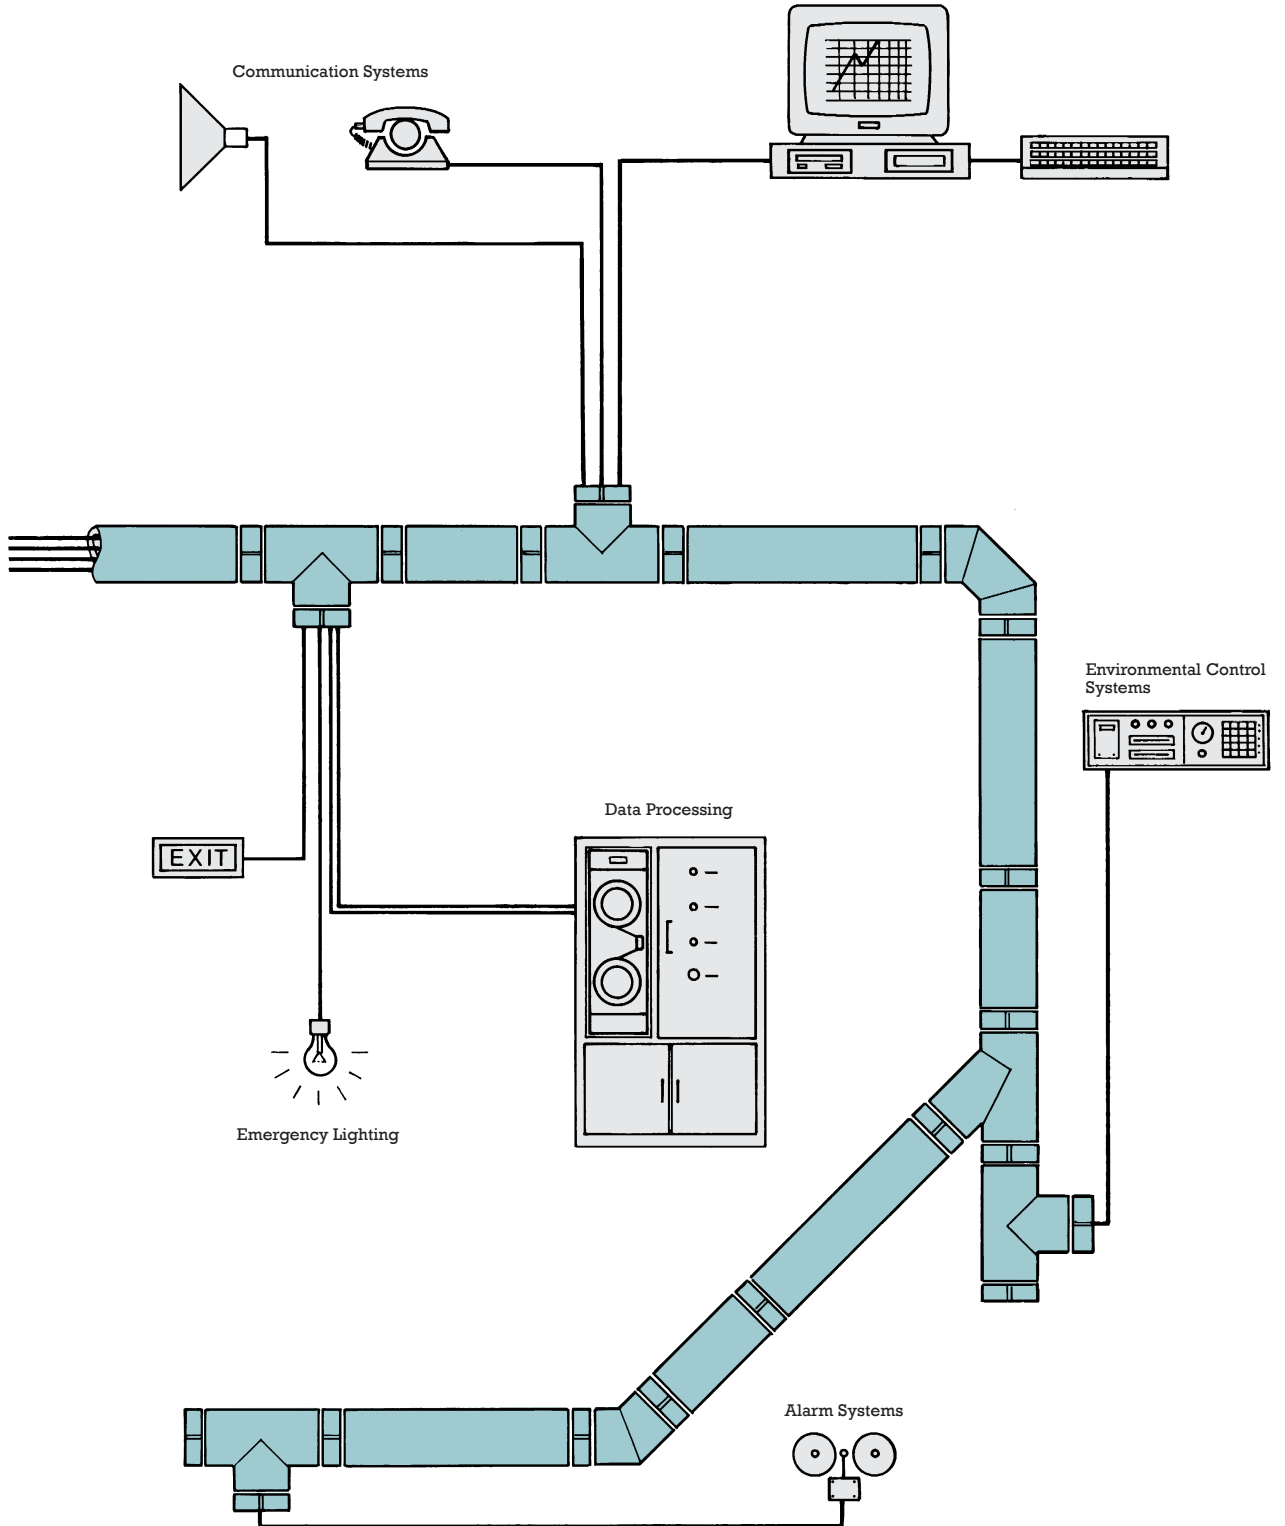 Communication Systems
Environmental Control
Systems
Data Processing
EXIT
Emergency Lighting
Alarm Systems